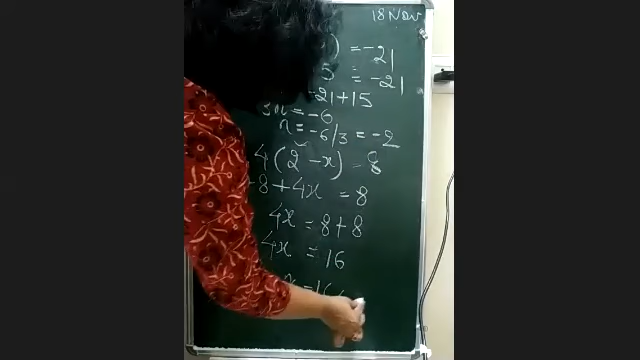 18 Nov
) = -21
5 = -21
-21+15
= -6
x = -6/3 = -2
4(2-x) = 8
-8+4x = 8
4x = 8+8
4x = 16
x = 16